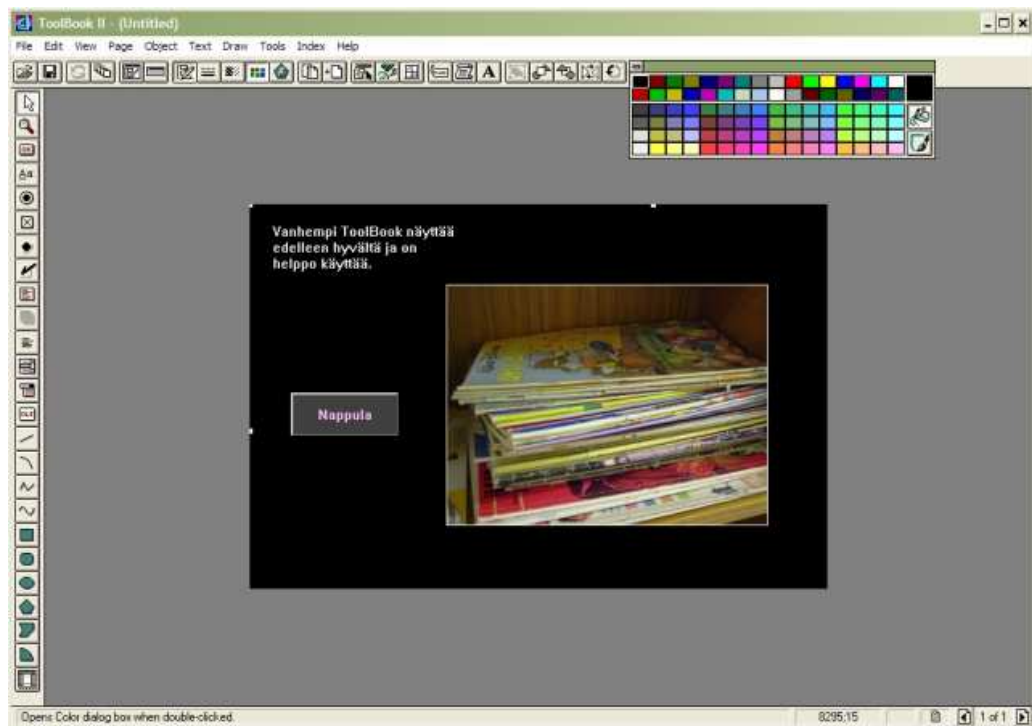 ToolBook II - (Untitled)
File Edit View Page Object Text Draw Tools Index Help
Vanhempi ToolBook näyttää
edelleen hyvältä ja on
helppo käyttää.
Nappula
Opens Color dialog box when double-clicked.
8295;15
1 of 1